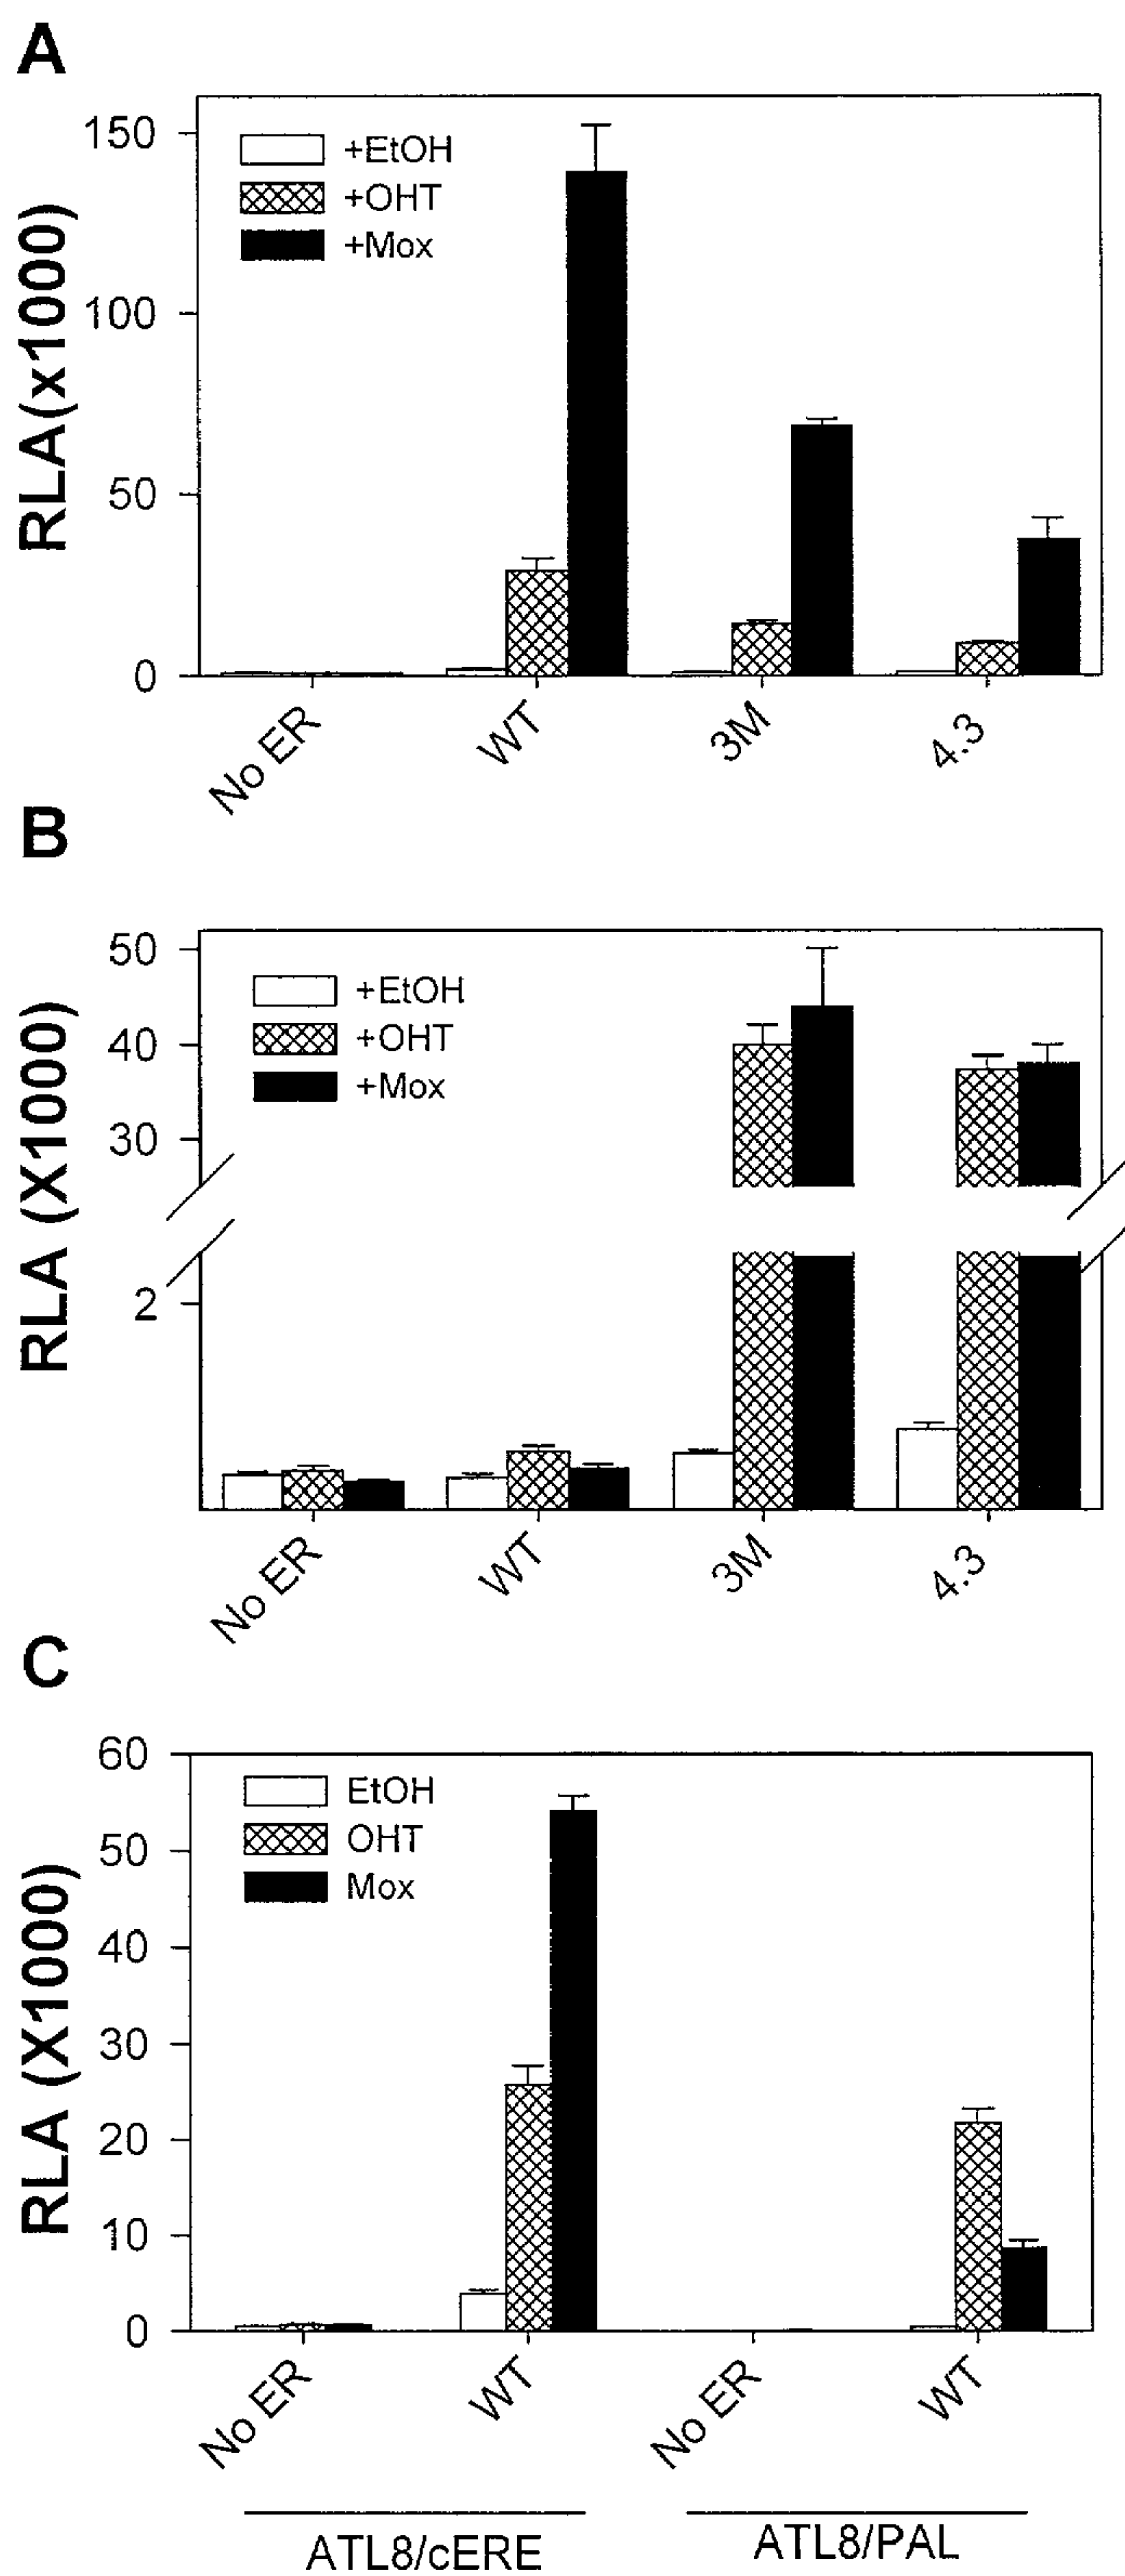 A
RLA(x1000)
150
100
50
0
+EtOH
+OHT
+Mox
No ER
WT
3M
4.3
B
RLA (X1000)
50
40
30
2
+EtOH
+OHT
+Mox
No ER
WT
3M
4.3
C
RLA (X1000)
60
50
40
30
20
10
0
EtOH
OHT
Mox
No ER
WT
No ER
WT
ATL8/cERE
ATL8/PAL